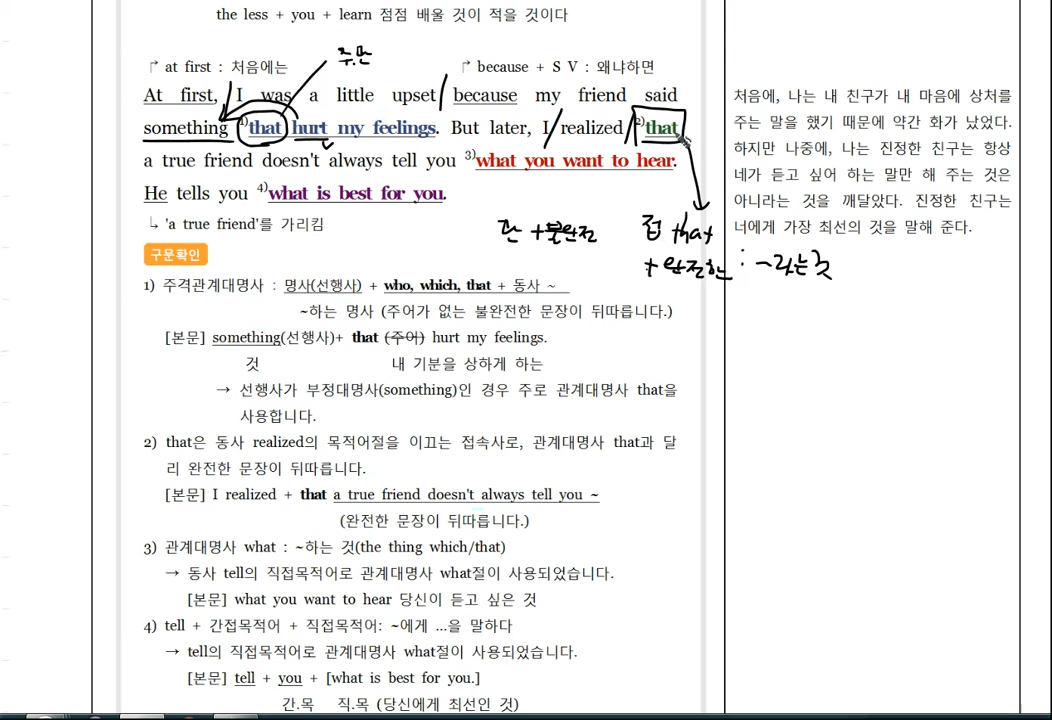 the less + you + learn 점점 배울 것이 적을 것이다
주.관
↱ at first : 처음에는 ↱ because + S V : 왜냐하면
At first, I was a little upset because my friend said
something 1)that hurt my feelings. But later, I realized 2)that
a true friend doesn't always tell you 3)what you want to hear.
He tells you 4)what is best for you.
↳ 'a true friend'를 가리킴
관 + 불완전 접 that
+ 완전한 : ~라는 것
처음에, 나는 내 친구가 내 마음에 상처를
주는 말을 했기 때문에 약간 화가 났었다.
하지만 나중에, 나는 진정한 친구는 항상
네가 듣고 싶어 하는 말만 해 주는 것은
아니라는 것을 깨달았다. 진정한 친구는
너에게 가장 최선의 것을 말해 준다.
구문확인
1) 주격관계대명사 : 명사(선행사) + who, which, that + 동사 ~
~하는 명사 (주어가 없는 불완전한 문장이 뒤따릅니다.)
[본문] something(선행사)+ that (주어) hurt my feelings.
것 내 기분을 상하게 하는
→ 선행사가 부정대명사(something)인 경우 주로 관계대명사 that을
사용합니다.
2) that은 동사 realized의 목적어절을 이끄는 접속사로, 관계대명사 that과 달
리 완전한 문장이 뒤따릅니다.
[본문] I realized + that a true friend doesn't always tell you ~
(완전한 문장이 뒤따릅니다.)
3) 관계대명사 what : ~하는 것(the thing which/that)
→ 동사 tell의 직접목적어로 관계대명사 what절이 사용되었습니다.
[본문] what you want to hear 당신이 듣고 싶은 것
4) tell + 간접목적어 + 직접목적어: ~에게 …을 말하다
→ tell의 직접목적어로 관계대명사 what절이 사용되었습니다.
[본문] tell + you + [what is best for you.]
간.목 직.목 (당신에게 최선인 것)